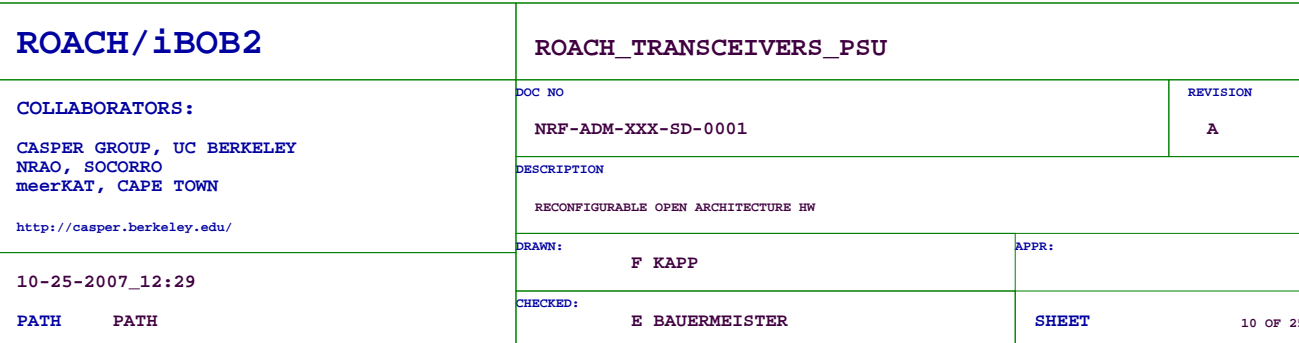 ROACH/iBOB2
COLLABORATORS:
CASPER GROUP, UC BERKELEY
NRAO, SOCORRO
meerKAT, CAPE TOWN
http://casper.berkeley.edu/
10-25-2007_12:29
PATH PATH
ROACH_TRANSCEIVERS_PSU
DOC NO
NRF-ADM-XXX-SD-0001
REVISION
A
DESCRIPTION
RECONFIGURABLE OPEN ARCHITECTURE HW
DRAWN:
F KAPP
APPR:
CHECKED:
E BAUERMEISTER
SHEET 10 OF 25